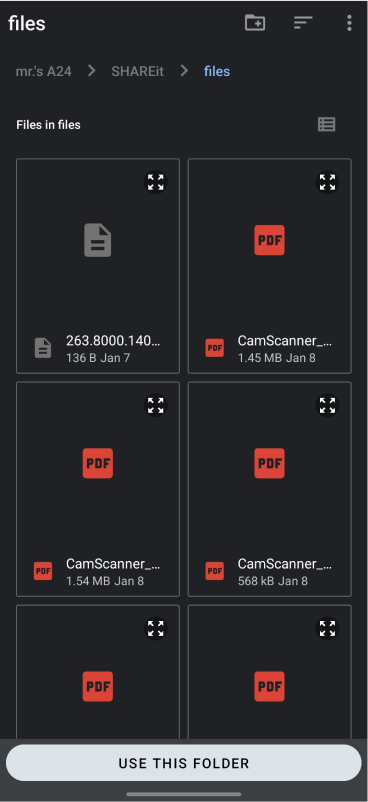 files
mr.'s A24 > SHAREit > files
Files in files
PDF
263.8000.140...
136 B Jan 7
PDF
CamScanner_...
1.45 MB Jan 8
PDF
PDF
PDF
CamScanner_...
1.54 MB Jan 8
PDF
CamScanner_...
568 kB Jan 8
PDF
PDF
USE THIS FOLDER